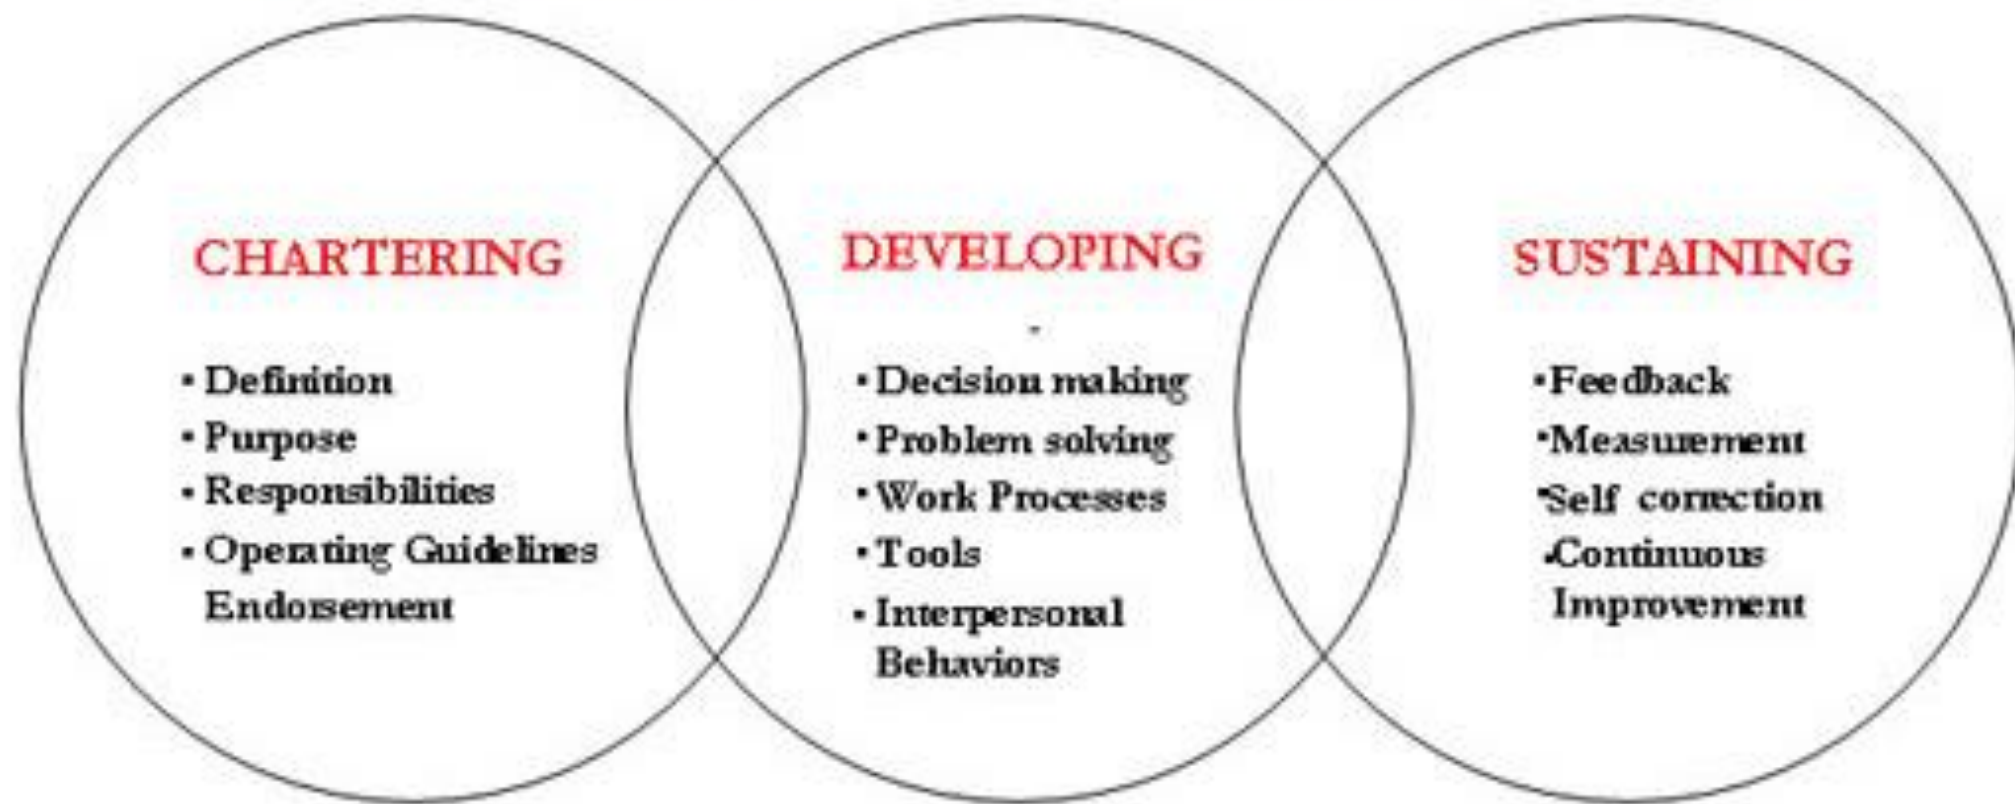 CHARTERING
• Definition
• Purpose
• Responsibilities
• Operating Guidelines
Endorsement
DEVELOPING
• Decision making
• Problem solving
• Work Processes
• Tools
• Interpersonal
Behaviors
SUSTAINING
• Feedback
• Measurement
• Self correction
• Continuous
Improvement